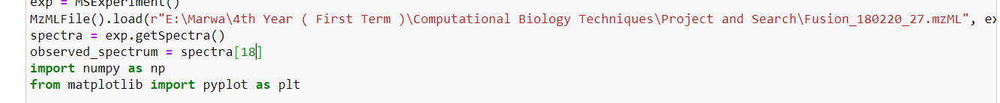 exp = MSExperiment()
MzMLFile().load(r"E:\Marwa\4th Year ( First Term )\Computational Biology Techniques\Project and Search\Fusion_180220_27.mzML", ex
spectra = exp.getSpectra()
observed_spectrum = spectra[18]
import numpy as np
from matplotlib import pyplot as plt